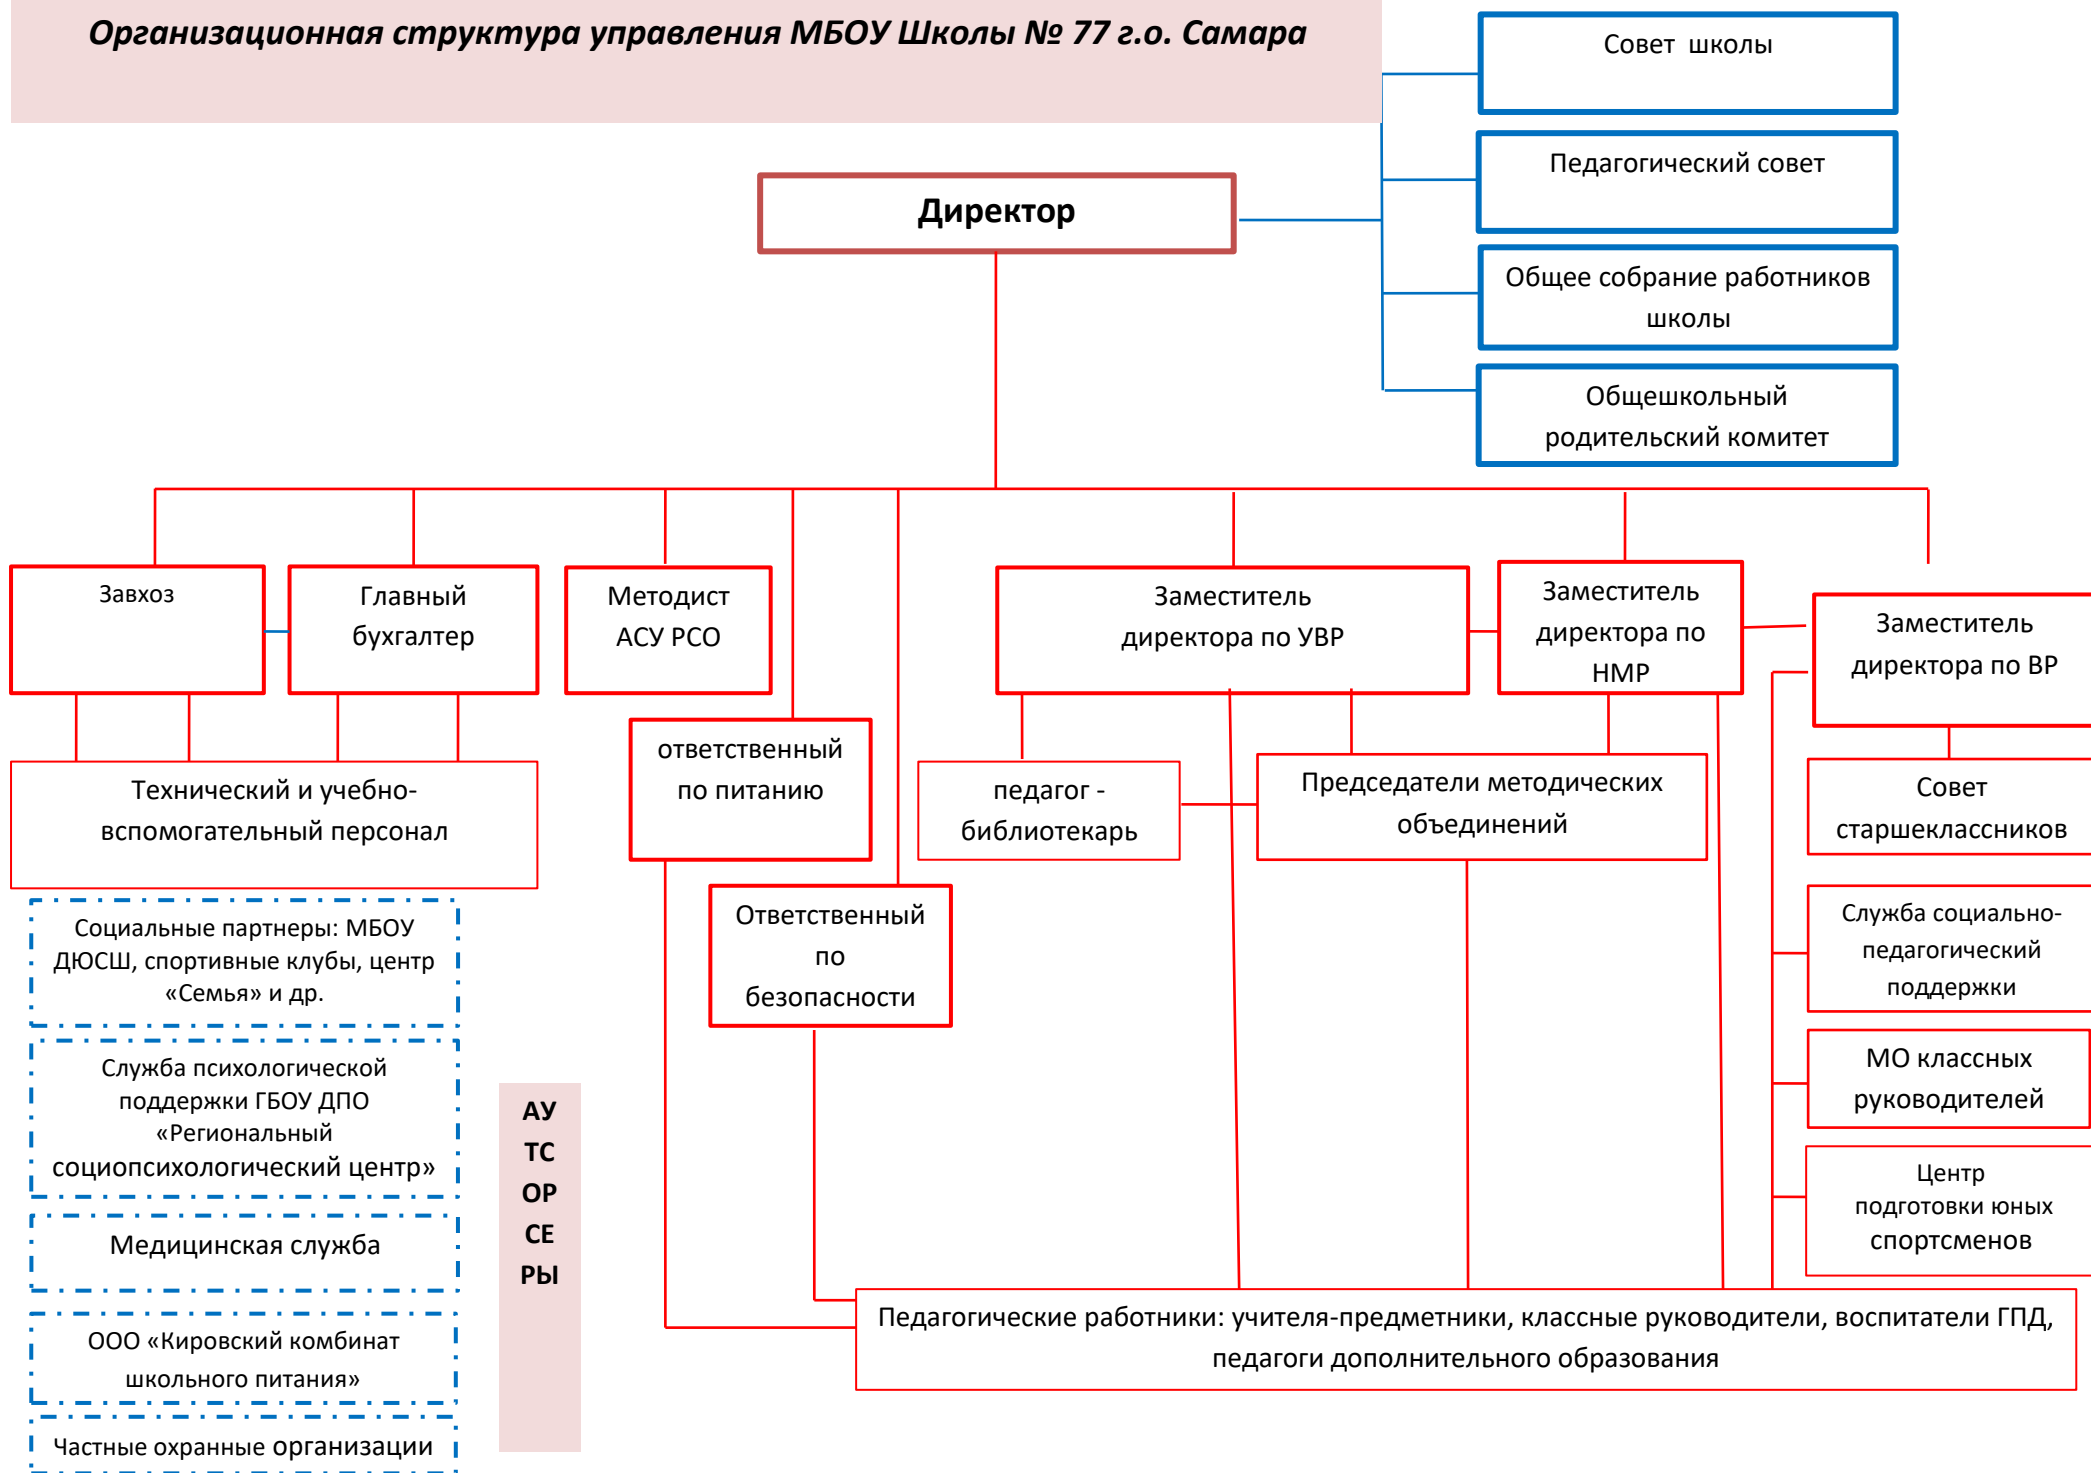 Организационная структура управления МБОУ Школы № 77 г.о. Самара
Совет школы
Педагогический совет
Директор
Общее собрание работников
школы
Общешкольный
родительский комитет
Завхоз
Главный
бухгалтер
Методист
АСУ РСО
Заместитель
директора по УВР
Заместитель
директора по
НМР
Заместитель
директора по ВР
Технический и учебно-
вспомогательный персонал
ответственный
по питанию
педагог -
библиотекарь
Председатели методических
объединений
Совет
старшеклассников
Социальные партнеры: МБОУ
ДЮСШ, спортивные клубы, центр
«Семья» и др.
Ответственный
по
безопасности
Служба социально-
педагогический
поддержки
Служба психологической
поддержки ГБОУ ДПО
«Региональный
социопсихологический центр»
АУ
ТС
ОР
СЕ
РЫ
МО классных
руководителей
Центр
подготовки юных
спортсменов
Медицинская служба
ООО «Кировский комбинат
школьного питания»
Педагогические работники: учителя-предметники, классные руководители, воспитатели ГПД,
педагоги дополнительного образования
Частные охранные организации